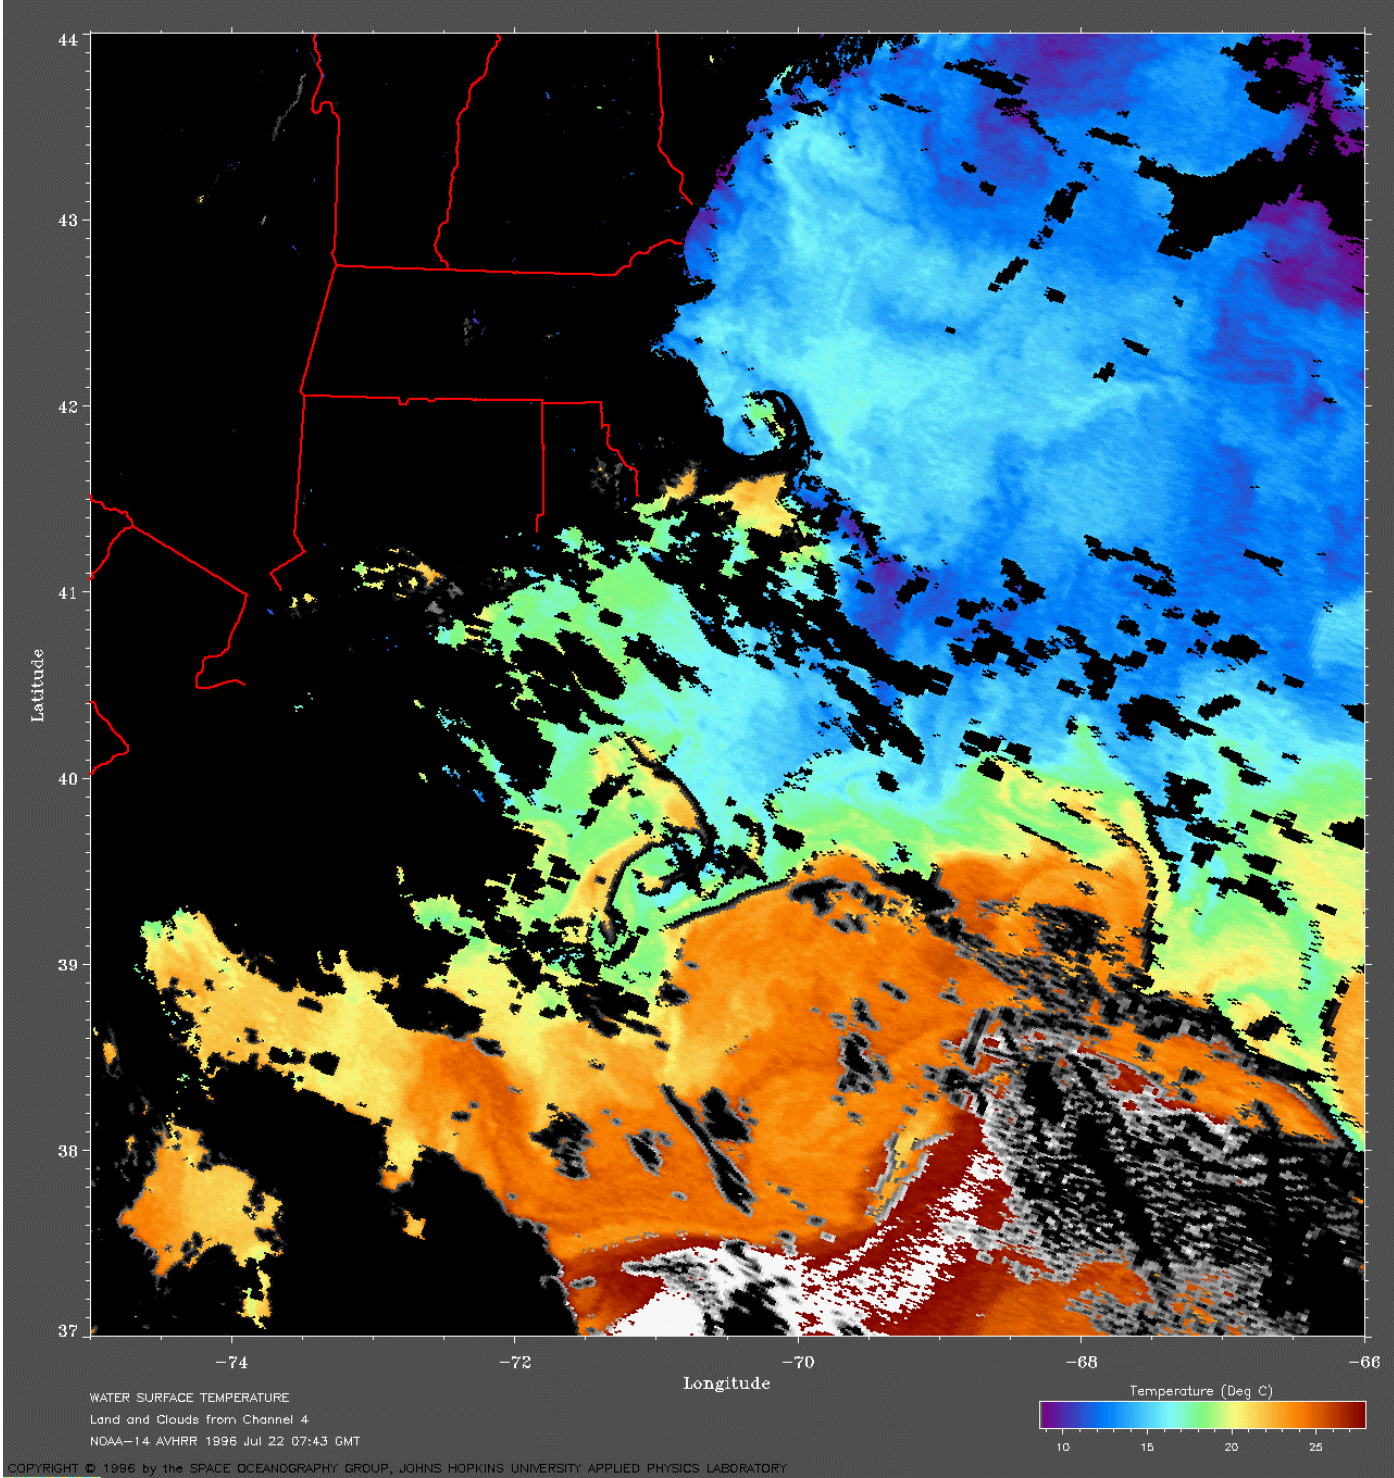 44
43
42
41
40
39
38
37
Latitude
-74
-72
-70
-68
-66
Longitude
WATER SURFACE TEMPERATURE
Land and Clouds from Channel 4
NOAA-14 AVHRR 1996 Jul 22 07:43 GMT
Temperature (Deg C)
10 15 20 25
COPYRIGHT © 1996 by the SPACE OCEANOGRAPHY GROUP, JOHNS HOPKINS UNIVERSITY APPLIED PHYSICS LABORATORY